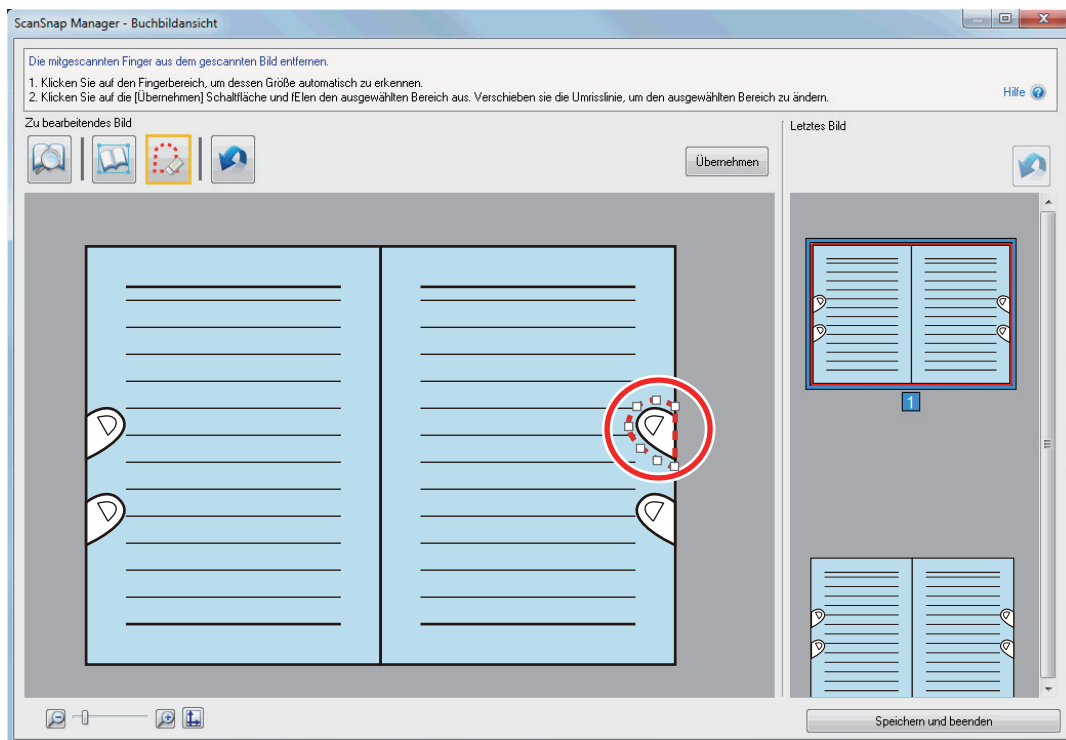 ScanSnap Manager - Buchbildansicht
Die mitgescannten Finger aus dem gescannten Bild entfernen.
1. Klicken Sie auf den Fingerbereich, um dessen Größe automatisch zu erkennen.
2. Klicken Sie auf die [Übernehmen] Schaltfläche und fElen den ausgewählten Bereich aus. Verschieben sie die Umrisslinie, um den ausgewählten Bereich zu ändern.
Hilfe
Zu bearbeitendes Bild
Übernehmen
Letztes Bild
1
Speichern und beenden